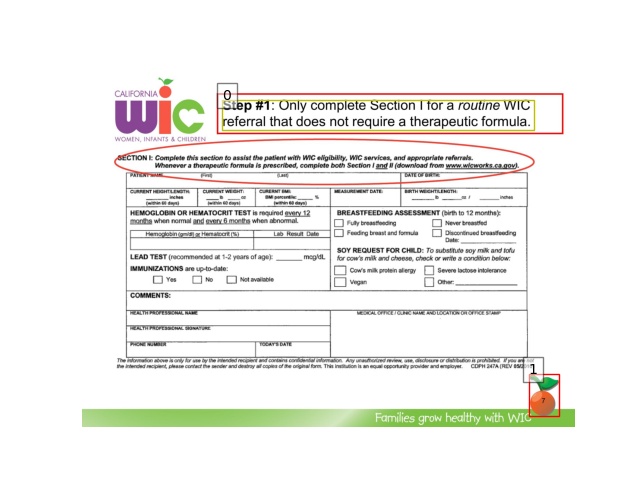 0
Step #1: Only complete Section I for a routine WIC
referral that does not require a therapeutic formula.
CALIFORNIA
WIC
WOMEN, INFANTS & CHILDREN
SECTION I: Complete this section to assist the patient with WIC eligibility, WIC services, and appropriate referrals.
Whenever a therapeutic formula is prescribed, complete both Section I and II (download from www.wicworks.ca.gov).
PATIENT NAME (First) (Last) DATE OF BIRTH:
CURRENT HEIGHT/LENGTH: CURRENT WEIGHT: CURRENT BMI: MEASUREMENT DATE: BIRTH WEIGHT/LENGTH:
inches lb oz BMI percentile: % lb oz / inches
(within 60 days) (within 60 days) (within 60 days)
HEMOGLOBIN OR HEMATOCRIT TEST is required every 12
months when normal and every 6 months when abnormal.
Hemoglobin (gm/dl) or Hematocrit (%) Lab Result Date
LEAD TEST (recommended at 1-2 years of age): mcg/dL
IMMUNIZATIONS are up-to-date:
Yes No Not available
BREASTFEEDING ASSESSMENT (birth to 12 months):
Fully breastfeeding Never breastfed
Feeding breast and formula Discontinued breastfeeding
Date:
SOY REQUEST FOR CHILD: To substitute soy milk and tofu
for cow's milk and cheese, check or write a condition below:
Cow's milk protein allergy Severe lactose intolerance
Vegan Other:
COMMENTS:
HEALTH PROFESSIONAL NAME MEDICAL OFFICE / CLINIC NAME AND LOCATION OR OFFICE STAMP
HEALTH PROFESSIONAL SIGNATURE
PHONE NUMBER TODAY'S DATE
The information above is only for use by the intended recipient and contains confidential information. Any unauthorized review, use, disclosure or distribution is prohibited. If you are
the intended recipient, please contact the sender and destroy all copies of the original form. This institution is an equal opportunity provider and employer. CDPH 247A (REV
1
7
Families grow healthy with WIC